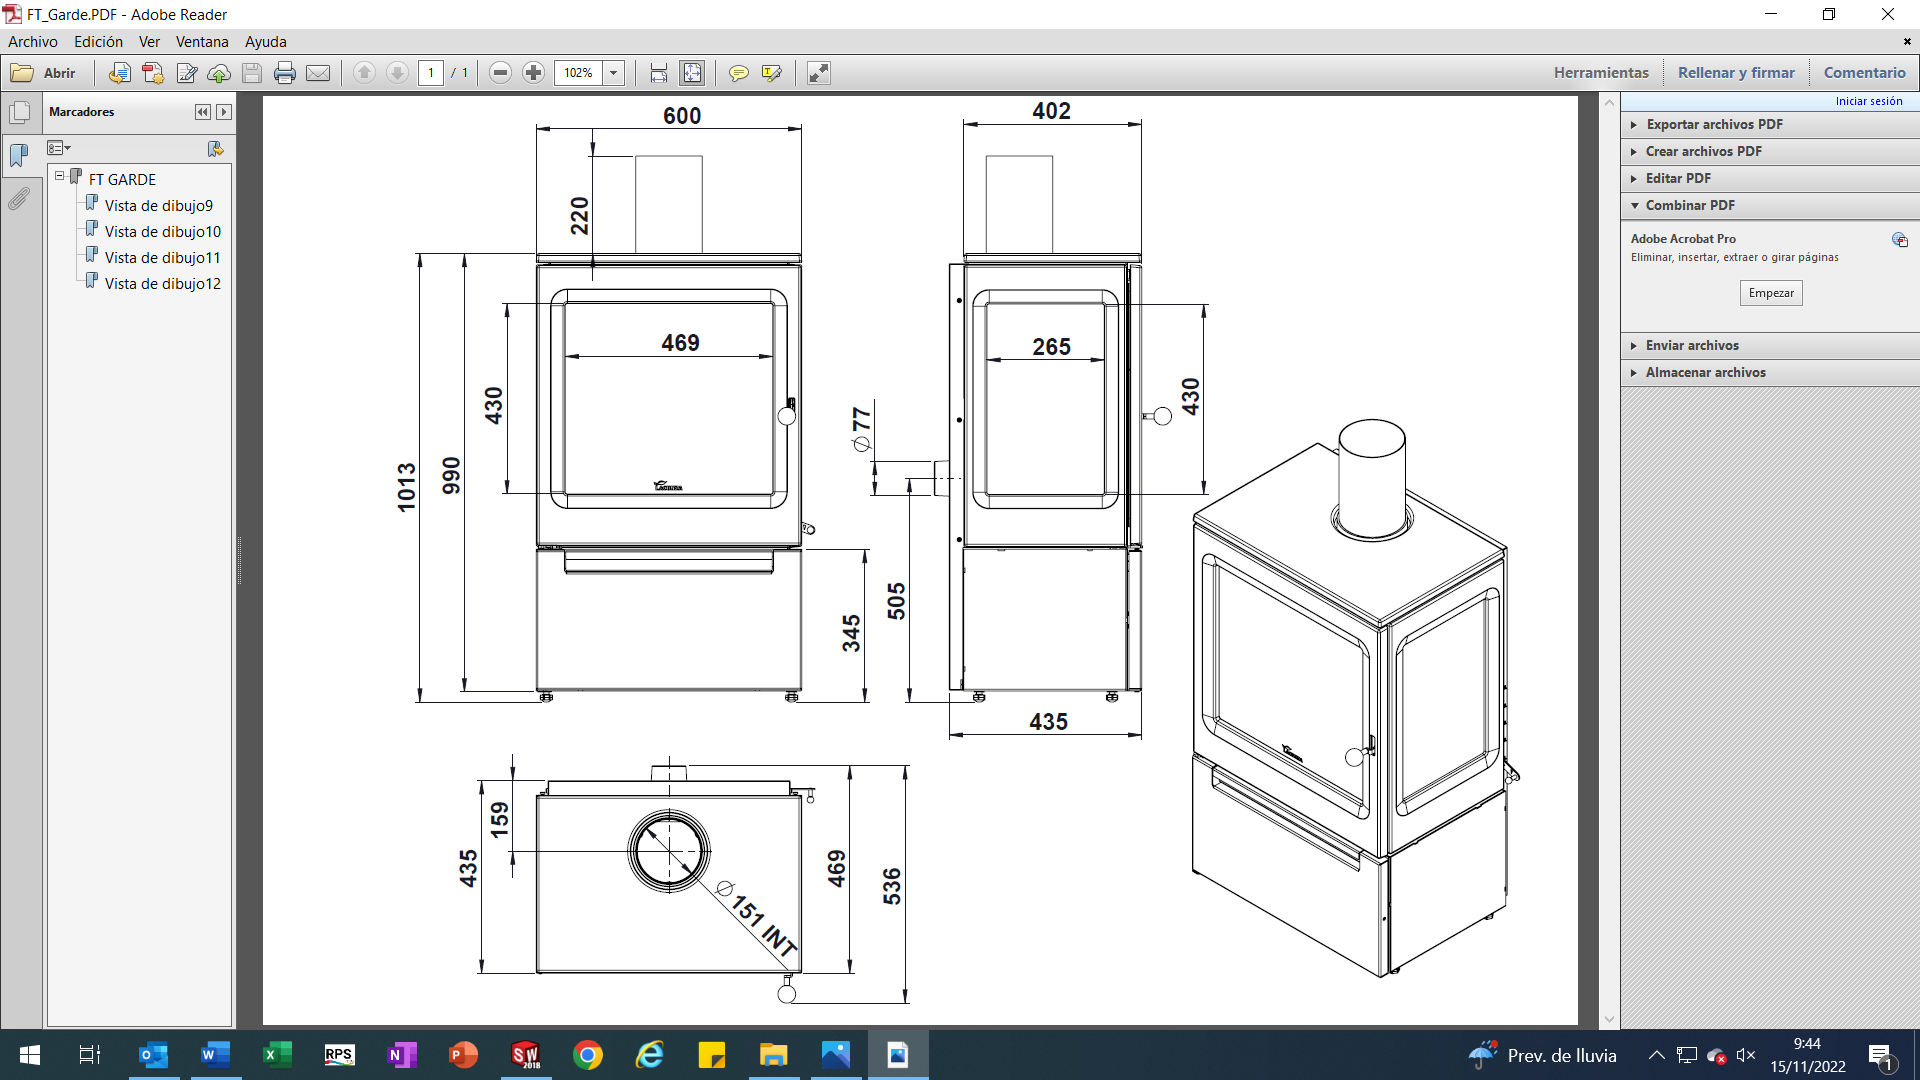 FT_Garde.PDF - Adobe Reader
Archivo Edición Ver Ventana Ayuda
Abrir
1 / 1
102%
Herramientas Rellenar y firmar Comentario
Marcadores
FT GARDE
Vista de dibujo9
Vista de dibujo10
Vista de dibujo11
Vista de dibujo12
600
220
469
430
990
1013
345
402
265
430
Ø 77
505
435
159
435
469
536
Ø 151 INT
Iniciar sesión
Exportar archivos PDF
Crear archivos PDF
Editar PDF
Combinar PDF
Adobe Acrobat Pro
Eliminar, insertar, extraer o girar páginas
Empezar
Enviar archivos
Almacenar archivos
RPS
SW
2018
Prev. de lluvia
9:44
15/11/2022
1